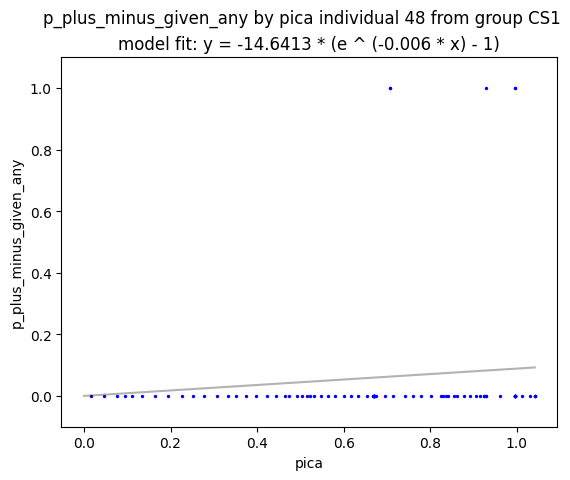 p_plus_minus_given_any by pica individual 48 from group CS1
model fit: y = -14.6413 * (e ^ (-0.006 * x) - 1)
1.0
0.8
0.6
0.4
0.2
0.0
p_plus_minus_given_any
0.0 0.2 0.4 0.6 0.8 1.0
pica